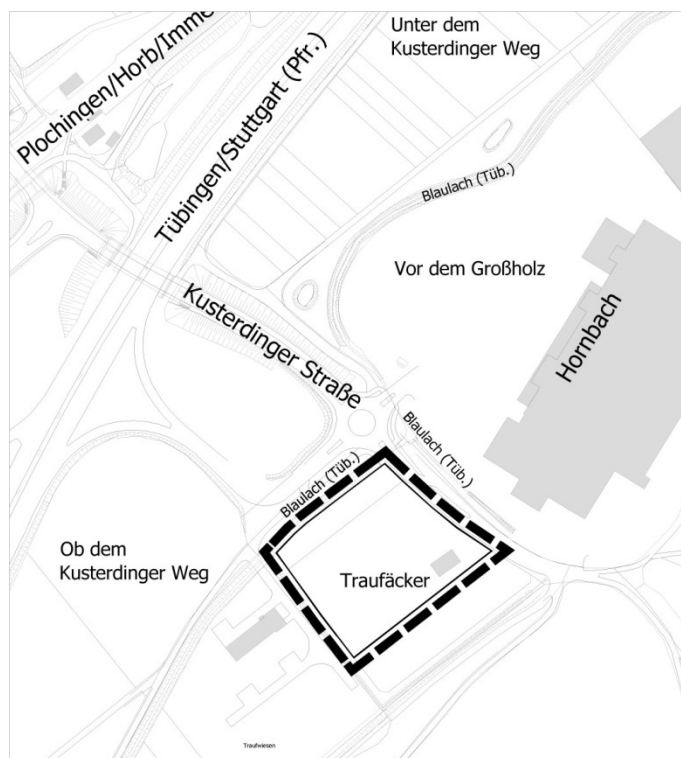 Unter dem
Kusterdinger Weg
Plochingen/Horb/Imme
Tübingen/Stuttgart (Pfr.)
Blaulach (Tüb.)
Vor dem Großholz
Kusterdinger Straße
Hornbach
Blaulach (Tüb.)
Blaulach (Tüb.)
Ob dem
Kusterdinger Weg
Traufäcker
Traufwiesen